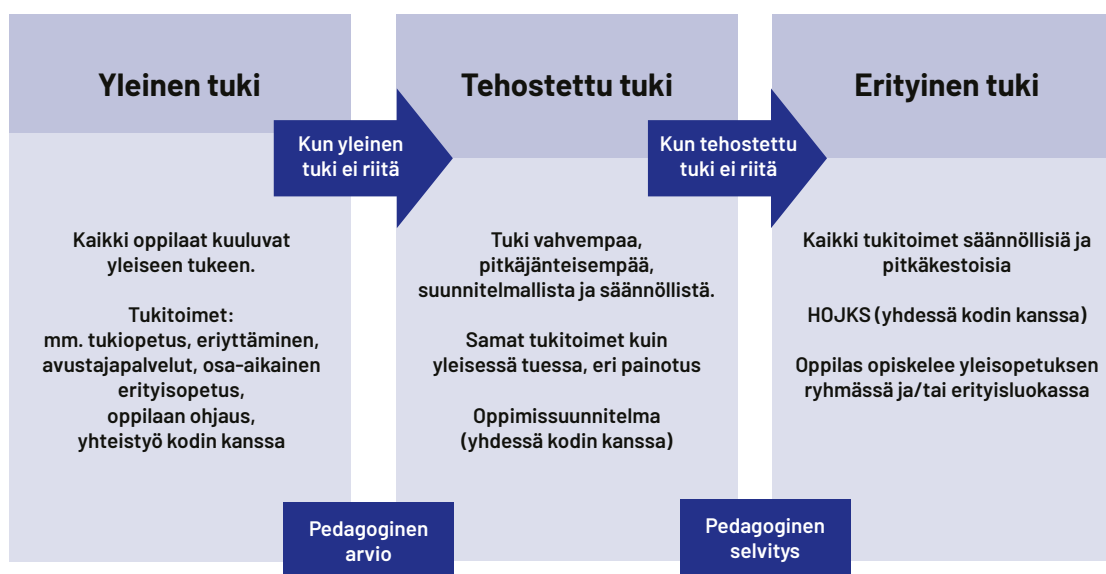 Yleinen tuki
Kaikki oppilaat kuuluvat
yleiseen tukeen.
Tukitoimet:
mm. tukiopetus, eriyttäminen,
avustajapalvelut, osa-aikainen
erityisopetus,
oppilaan ohjaus,
yhteistyö kodin kanssa
Kun yleinen
tuki ei riitä
Pedagoginen
arvio
Tehostettu tuki
Tuki vahvempaa,
pitkäjänteisempää,
suunnitelmallista ja säännöllistä.
Samat tukitoimet kuin
yleisessä tuessa, eri painotus
Oppimissuunnitelma
(yhdessä kodin kanssa)
Kun tehostettu
tuki ei riitä
Pedagoginen
selvitys
Erityinen tuki
Kaikki tukitoimet säännöllisiä ja
pitkäkestoisia
HOJKS (yhdessä kodin kanssa)
Oppilas opiskelee yleisopetuksen
ryhmässä ja/tai erityisluokassa